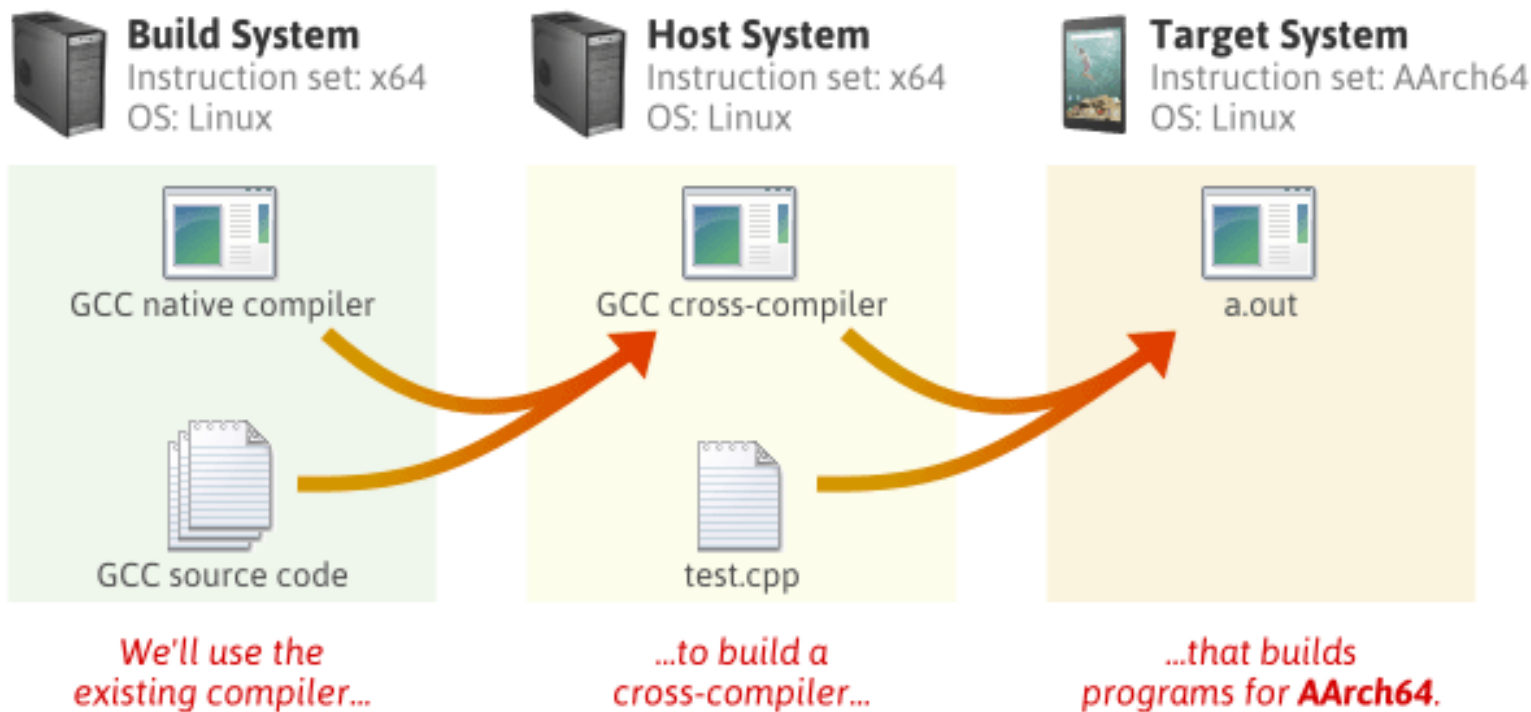 Build System
Instruction set: x64
OS: Linux
Host System
Instruction set: x64
OS: Linux
Target System
Instruction set: AArch64
OS: Linux
GCC native compiler
GCC cross-compiler
a.out
GCC source code
test.cpp
We'll use the
existing compiler...
...to build a
cross-compiler...
...that builds
programs for AArch64.